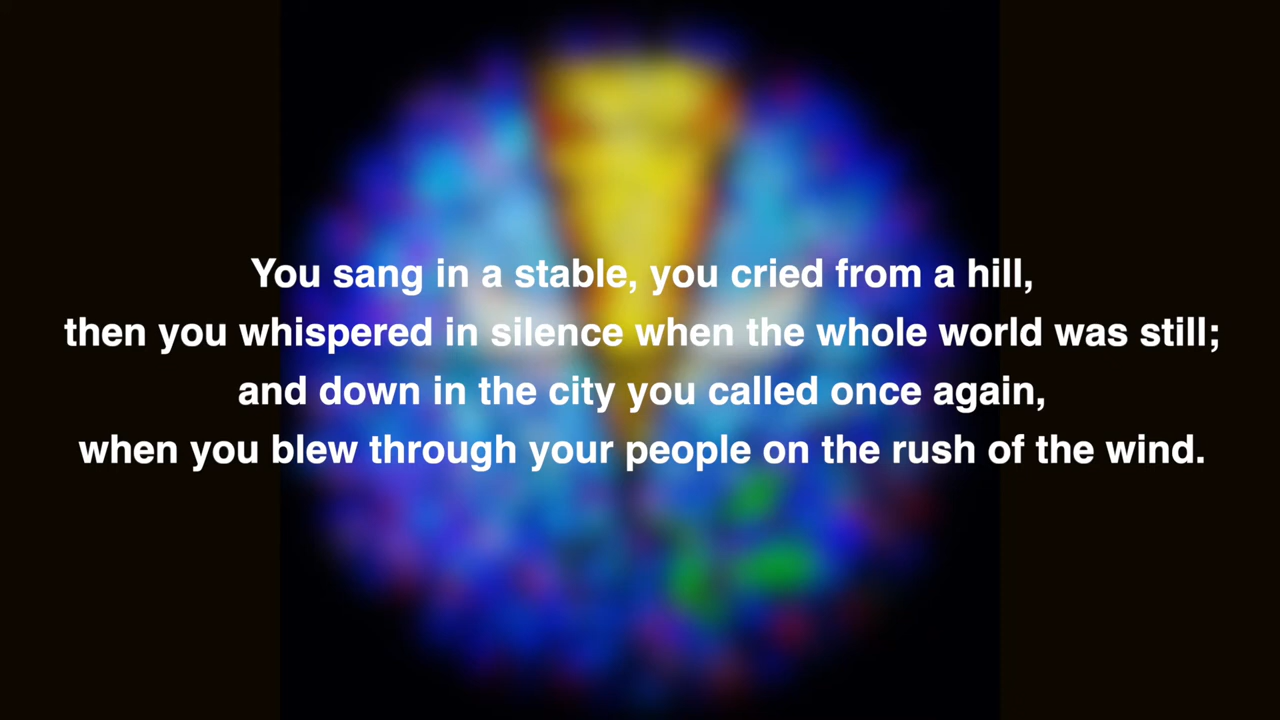 You sang in a stable, you cried from a hill,
then you whispered in silence when the whole world was still;
and down in the city you called once again,
when you blew through your people on the rush of the wind.